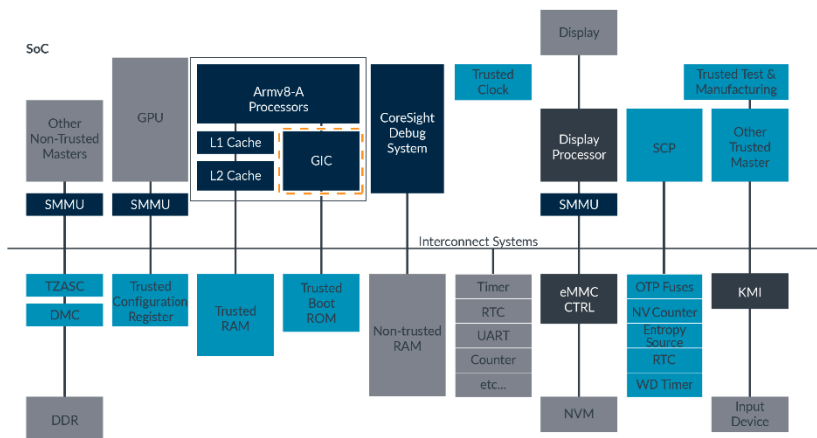 SoC
Other
Non-Trusted
Masters
SMMU
GPU
SMMU
Armv8-A
Processors
L1 Cache
L2 Cache
GIC
CoreSight
Debug
System
Trusted
Clock
Display
Display
Processor
SMMU
SCP
Trusted Test &
Manufacturing
Other
Trusted
Master
Interconnect Systems
TZASC
DMC
DDR
Trusted
Configuration
Register
Trusted
RAM
Trusted
Boot
ROM
Non-trusted
RAM
Timer
RTC
UART
Counter
etc...
eMMC
CTRL
NVM
OTP Fuses
NV Counter
Entropy
Source
RTC
WD Timer
KMI
Input
Device